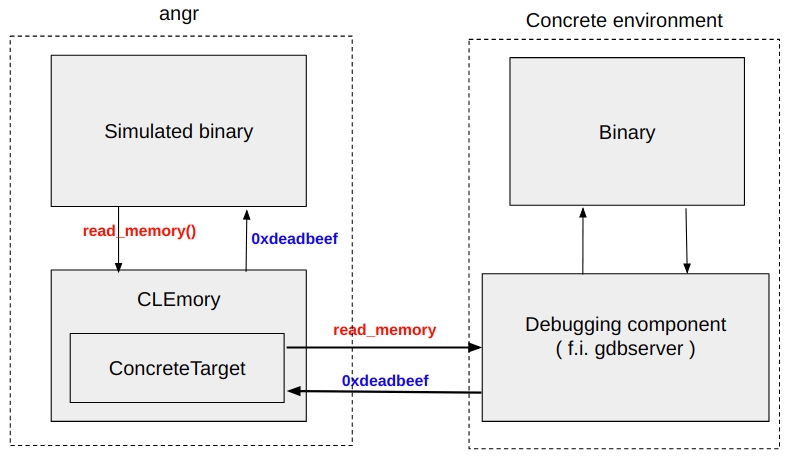 angr
Concrete environment
Simulated binary
Binary
read_memory()
0xdeadbeef
CLEmory
ConcreteTarget
read_memory
0xdeadbeef
Debugging component
( f.i. gdbserver )